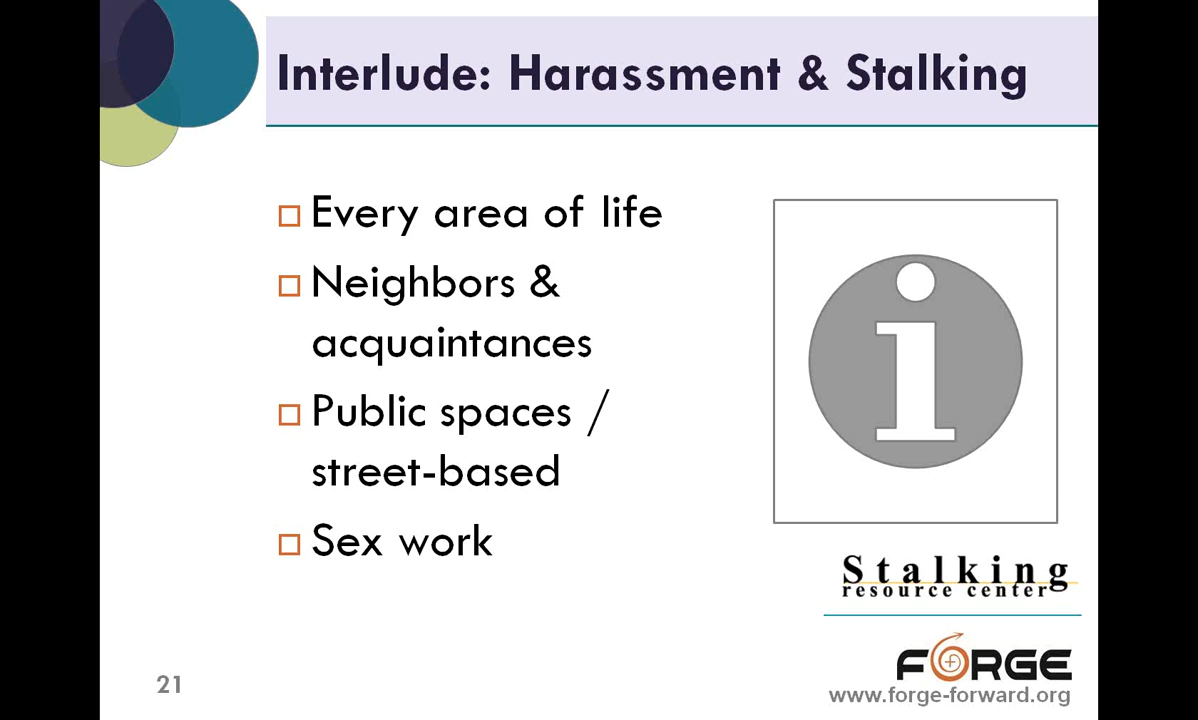 Interlude: Harassment & Stalking
Every area of life
Neighbors &
acquaintances
Public spaces /
street-based
Sex work
i
Stalking
resource center
FORGE
www.forge-forward.org
21